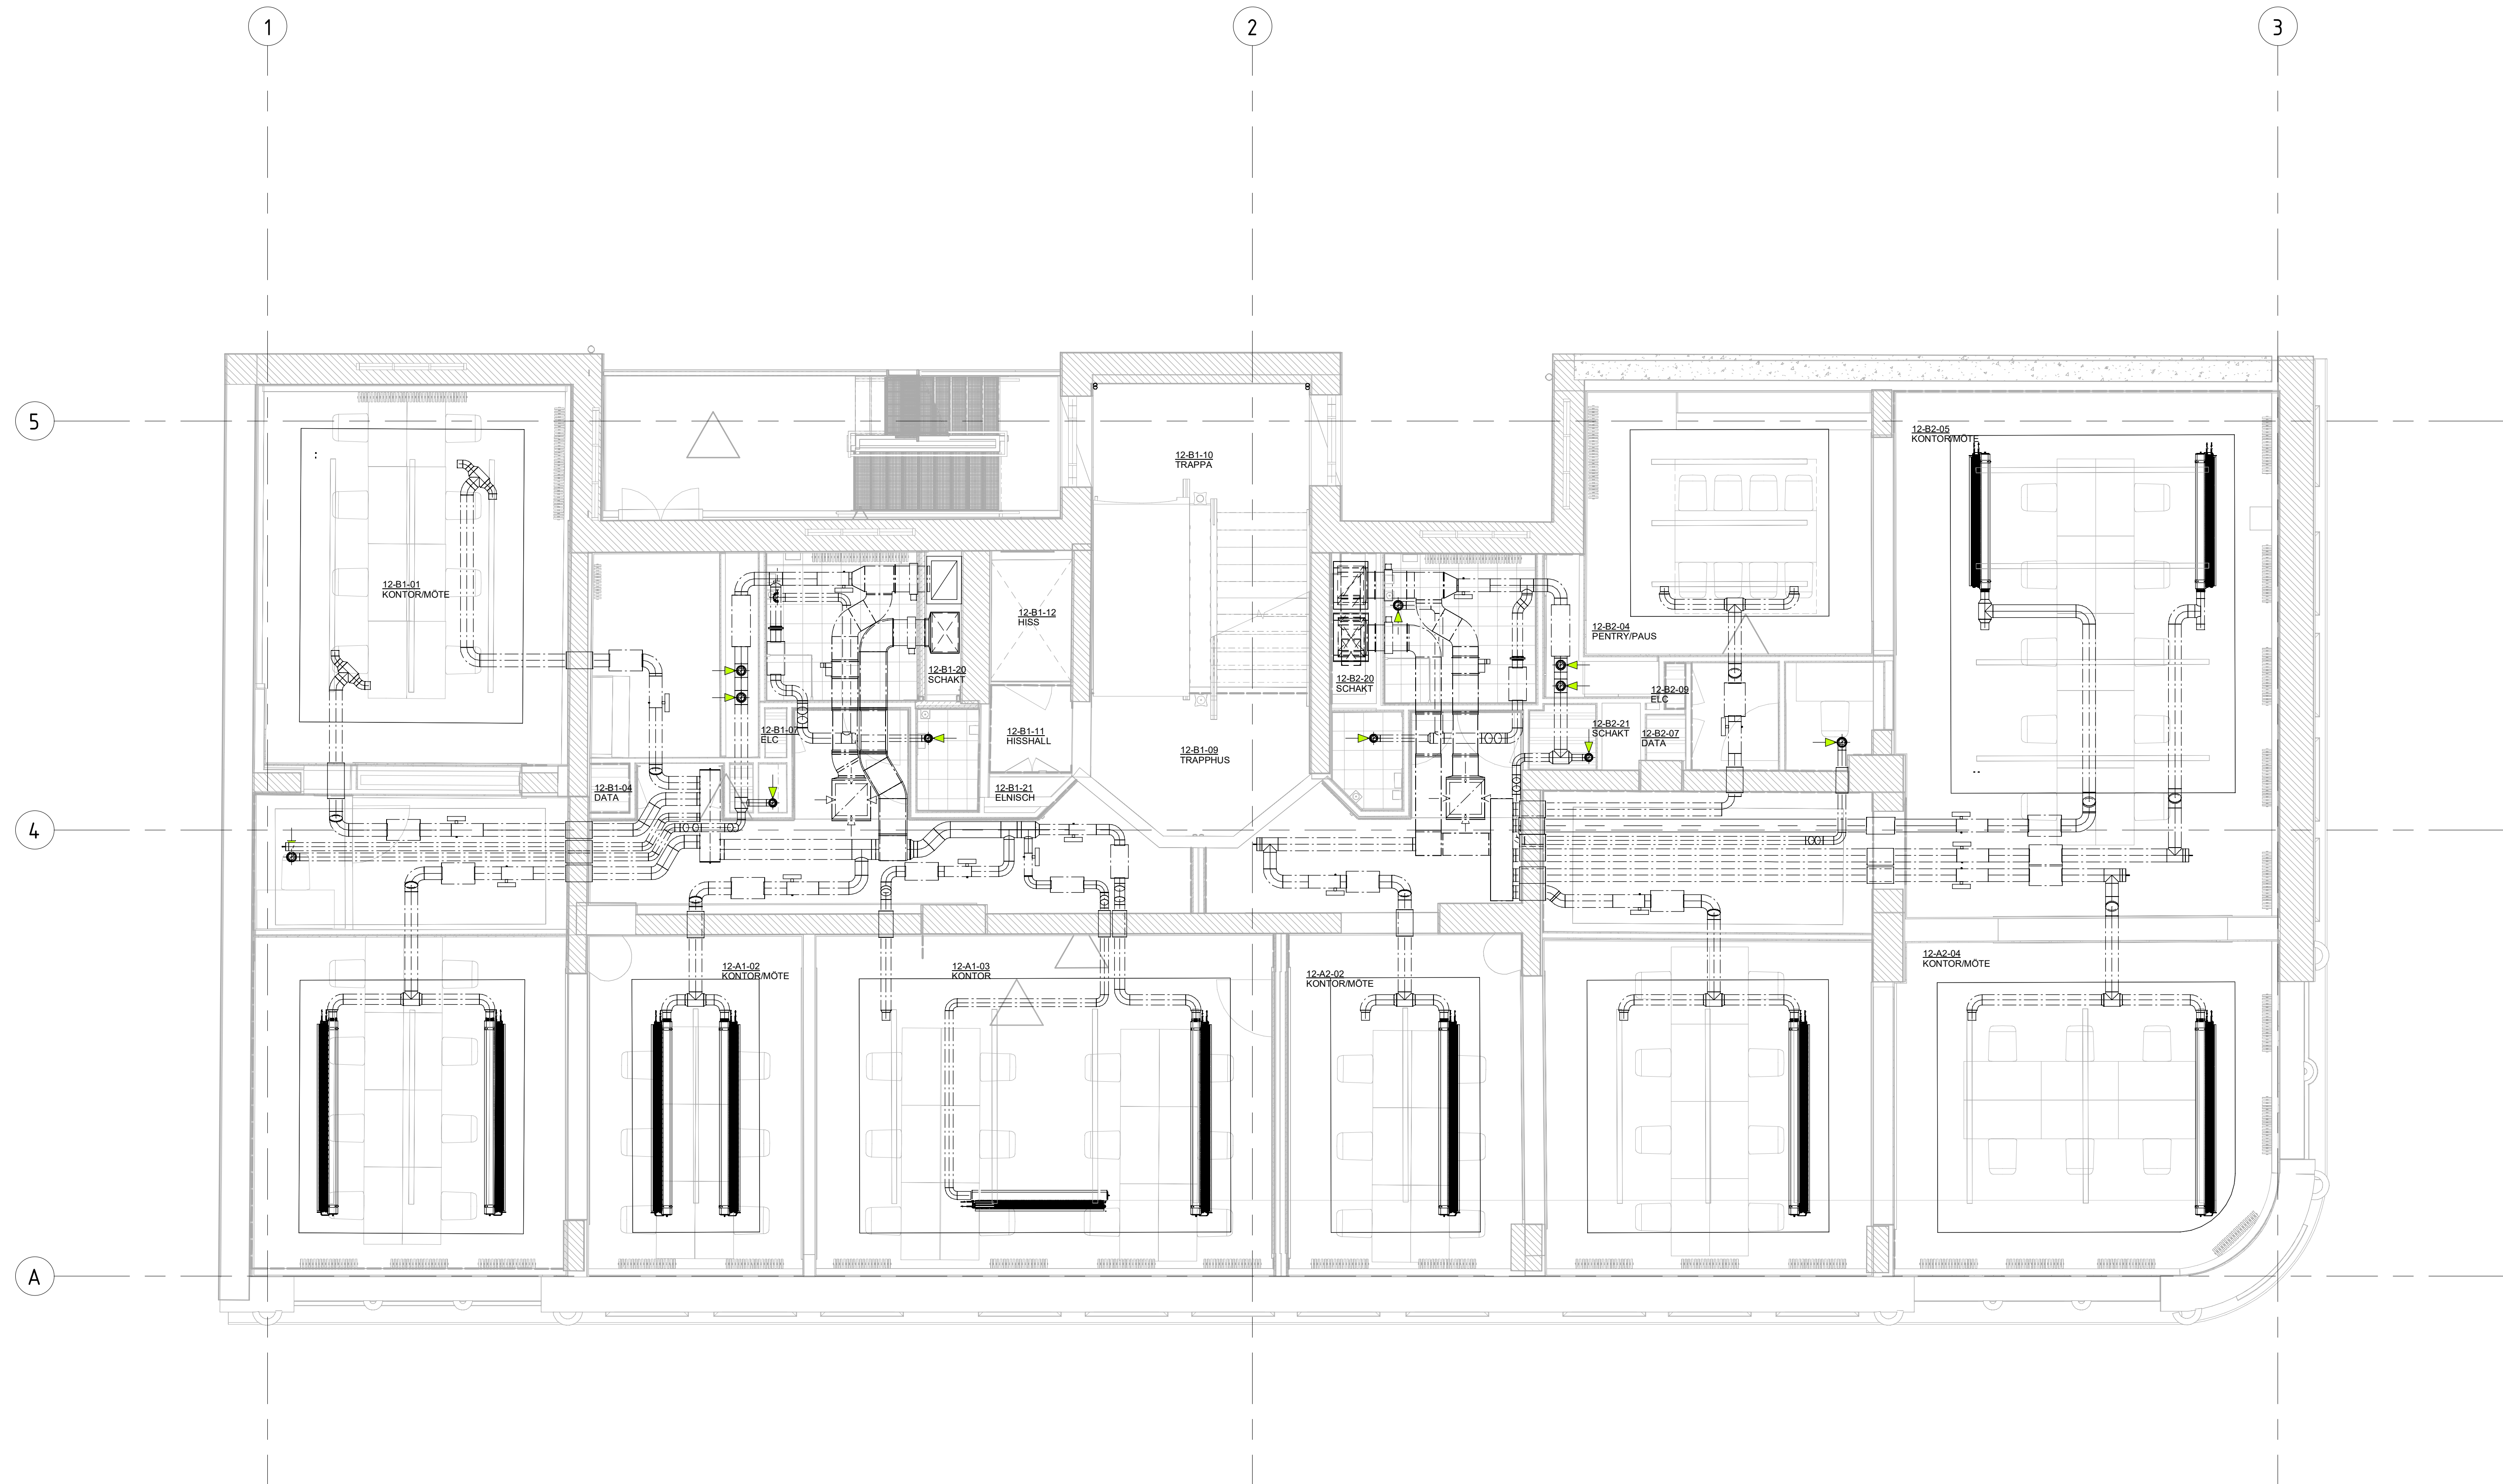 1
2
3
5
12-B2-05
KONTOR/MÖTE
12-B1-10
TRAPPA
12-B1-01
KONTOR/MÖTE
12-B1-12
HISS
12-B2-04
PENTRY/PAUS
12-B1-20
SCHAKT
12-B2-20
SCHAKT
12-B2-09
ELC
12-B1-07
ELC
12-B1-11
HISSHALL
12-B2-21
SCHAKT
12-B2-07
DATA
12-B1-09
TRAPPHUS
12-B1-04
DATA
12-B1-21
ELNISCH
4
12-A1-02
KONTOR/MÖTE
12-A1-03
KONTOR
12-A2-02
KONTOR/MÖTE
12-A2-04
KONTOR/MÖTE
A